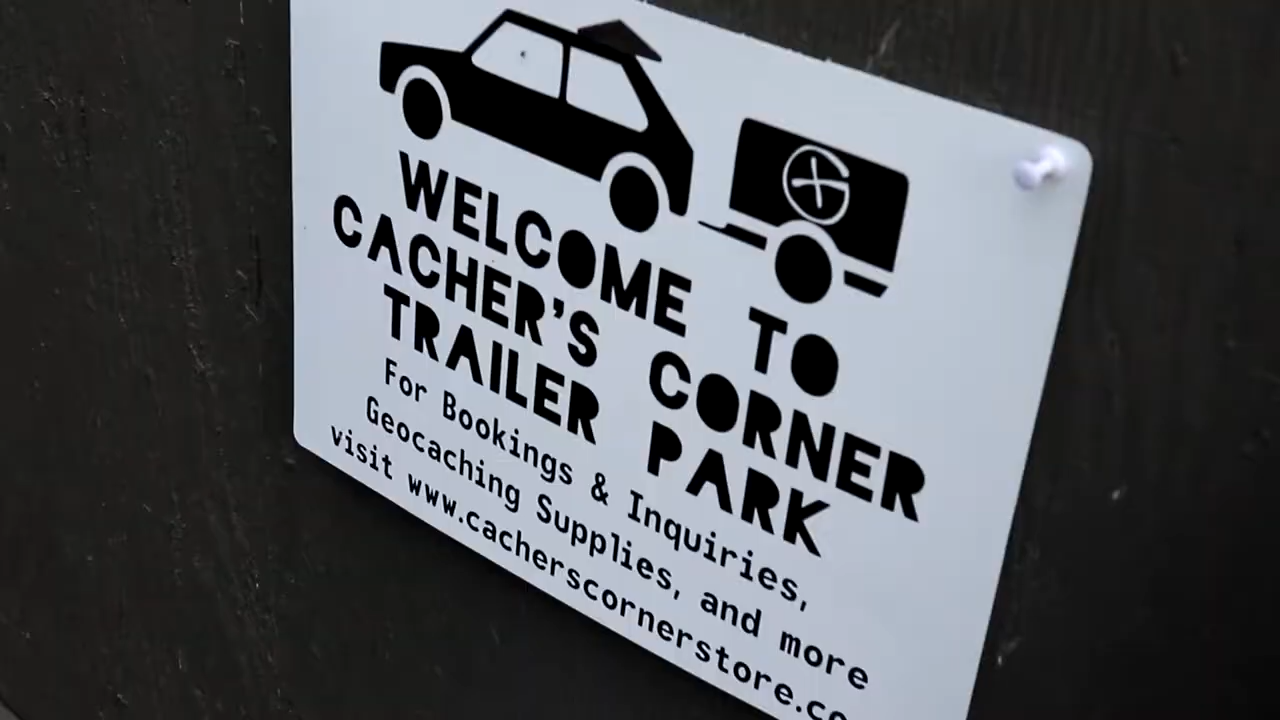 WELCOME TO
CACHER'S CORNER
TRAILER PARK
For Bookings & Inquiries,
Geocaching Supplies, and more
visit www.cacherscornerstore.co